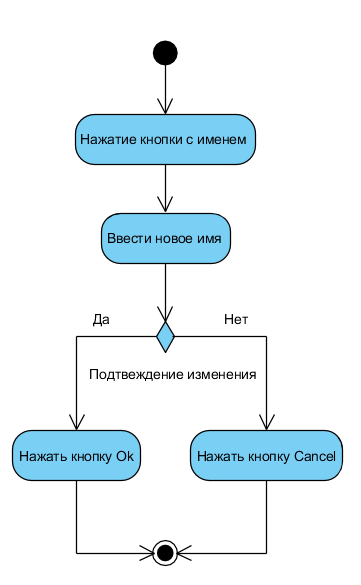 Нажатие кнопки с именем
Ввести новое имя
Да
Нет
Подтвеждение изменения
Нажать кнопку Ok
Нажать кнопку Cancel